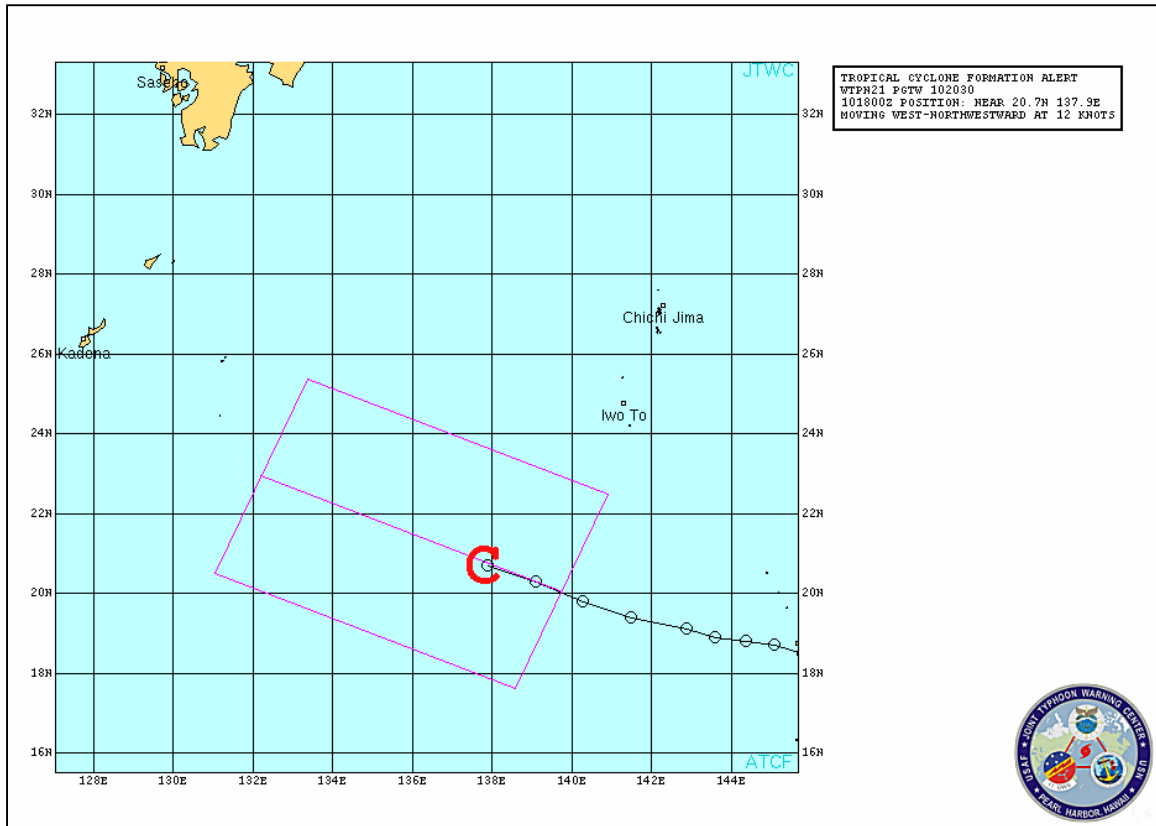 JTWC
TROPICAL CYCLONE FORMATION ALERT
WTPN21 PGTW 102030
101800Z POSITION: NEAR 20.7N 137.9E
MOVING WEST-NORTHWESTWARD AT 12 KNOTS
Sasebo
32N 32N
30N 30N
28N 28N
Chichi Jima
Kadena
26N 26N
Iwo To
24N 24N
22N 22N
C
20N 20N
18N 18N
16N 16N
ATCF
128E 130E 132E 134E 136E 138E 140E 142E 144E
JOINT TYPHOON WARNING CENTER
USAF
USN
PEARL HARBOR, HAWAII